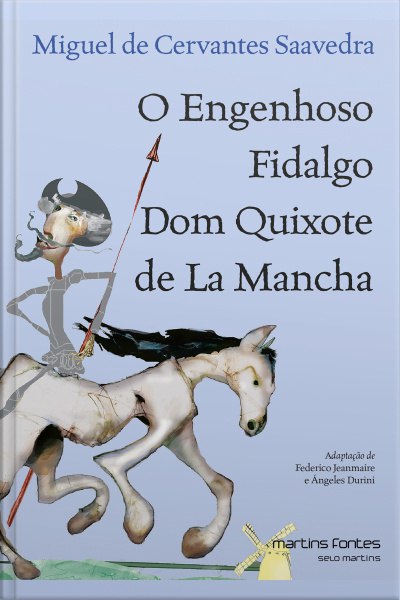 Miguel de Cervantes Saavedra
O Engenhoso
Fidalgo
Dom Quixote
de La Mancha
Adaptação de
Federico Jeanmaire
e Ángeles Durini
martins fontes
selo martins